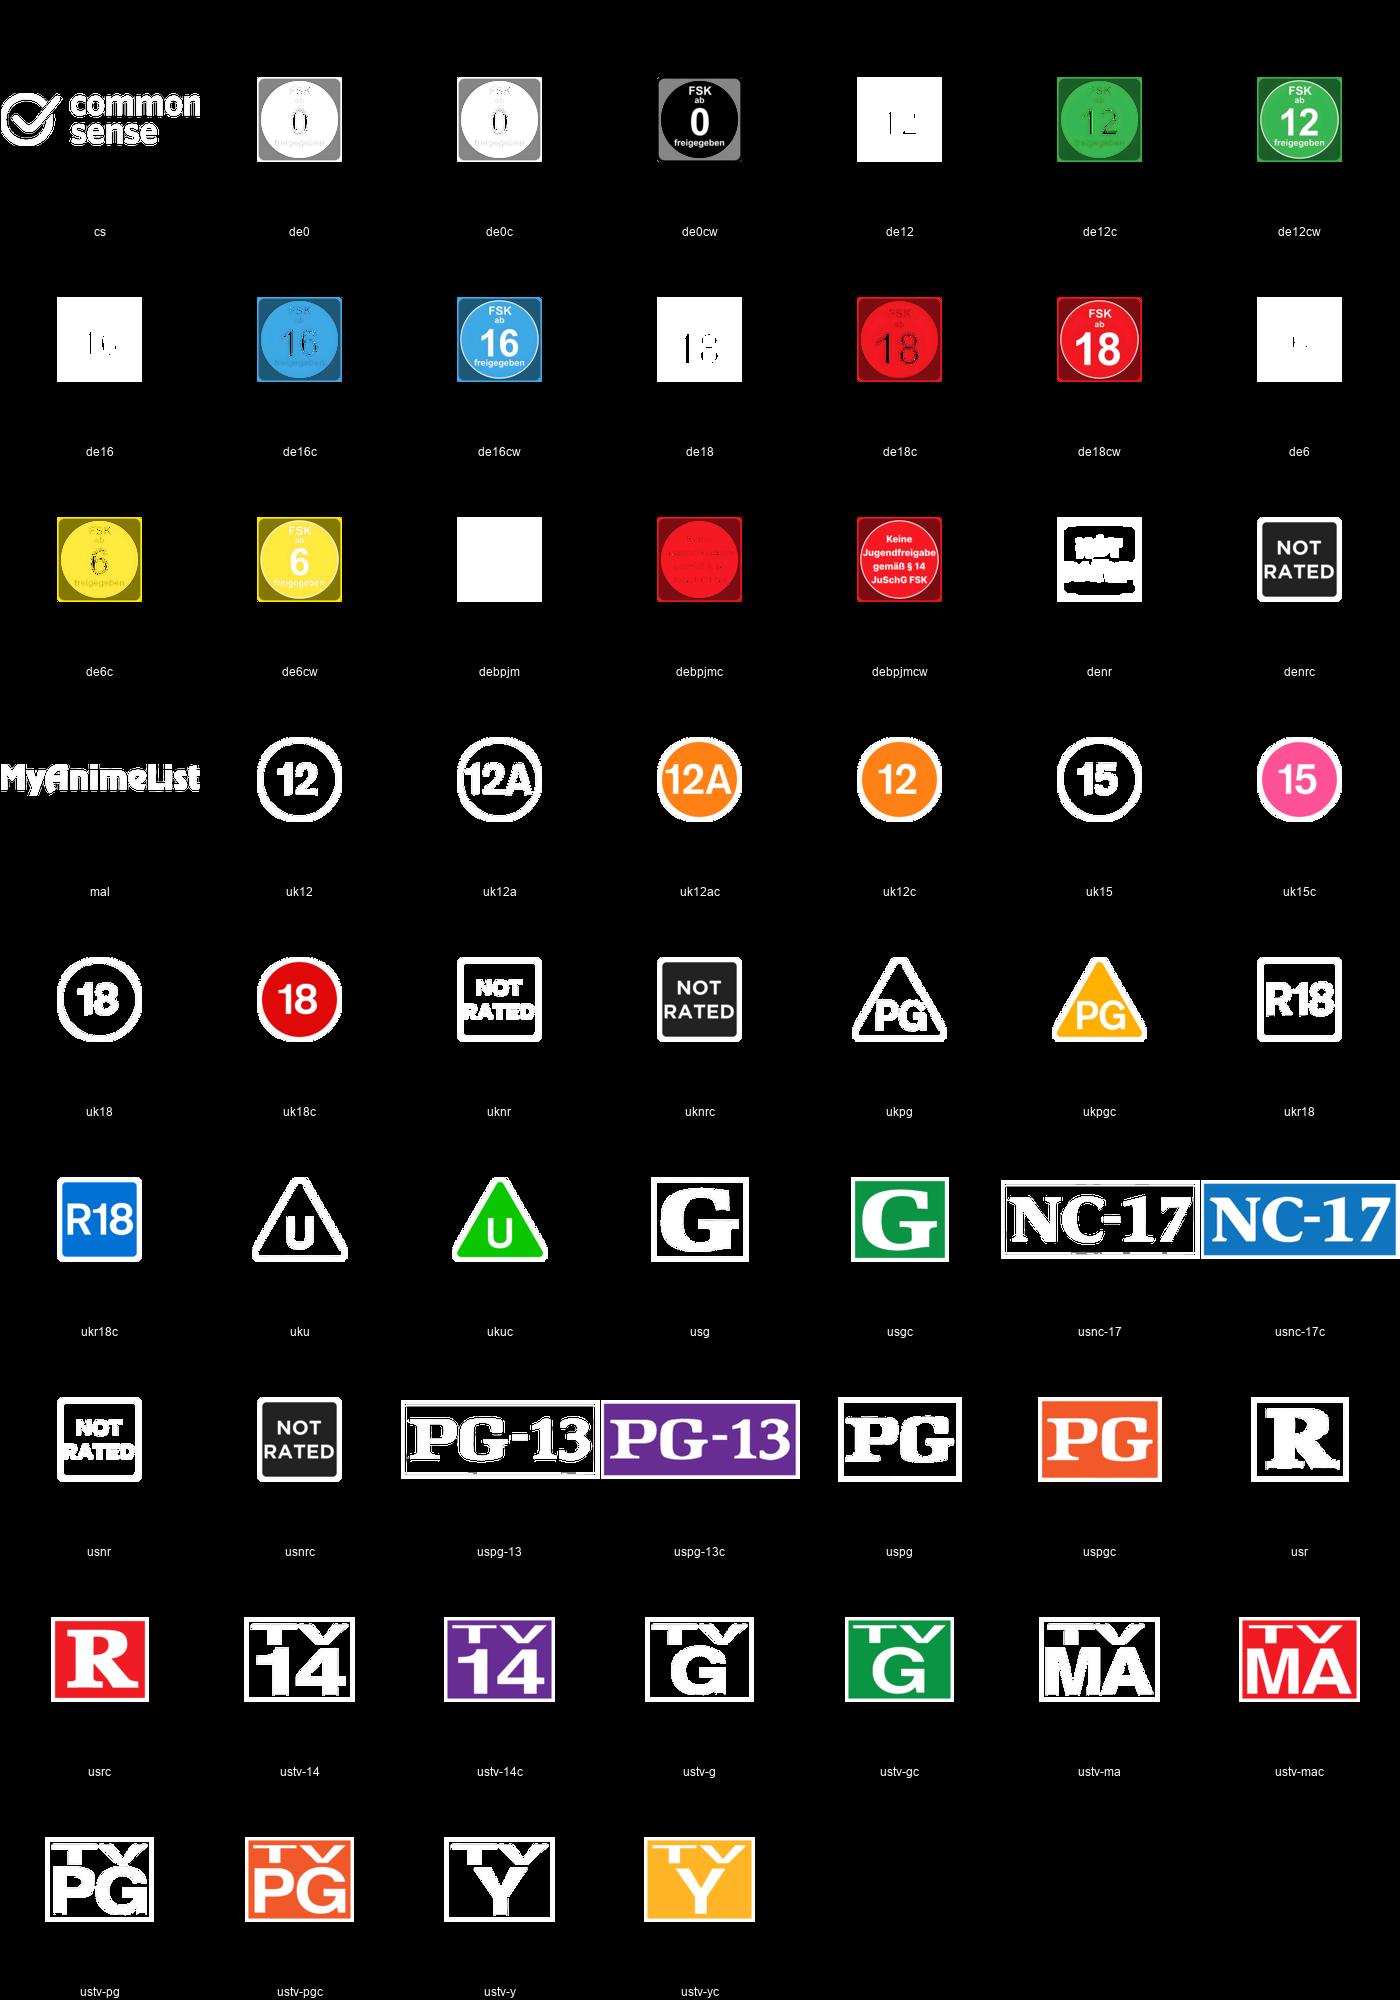 common
sense
FSK
ab
0
freigegeben
FSK
ab
0
freigegeben
FSK
ab
0
freigegeben
12
FSK
ab
12
freigegeben
FSK
ab
12
freigegeben
cs
de0
de0c
de0cw
de12
de12c
de12cw
FSK
ab
16
freigegeben
FSK
ab
16
freigegeben
18
FSK
ab
18
FSK
ab
18
de16
de16c
de16cw
de18
de18c
de18cw
de6
FSK
ab
6
freigegeben
FSK
ab
6
freigegeben
Keine
Jugendfreigabe
gemäß § 14
JuSchG FSK
NOT
RATED
de6c
de6cw
debpjm
debpjmc
debpjmcw
denr
denrc
MyAnimeList
12
12A
12A
12
15
15
mal
uk12
uk12a
uk12ac
uk12c
uk15
uk15c
18
18
NOT
RATED
NOT
RATED
PG
PG
R18
uk18
uk18c
uknr
uknrc
ukpg
ukpgc
ukr18
R18
U
U
G
G
NC-17
NC-17
ukr18c
uku
ukuc
usg
usgc
usnc-17
usnc-17c
NOT
RATED
NOT
RATED
PG-13
PG-13
PG
PG
R
usnr
usnrc
uspg-13
uspg-13c
uspg
uspgc
usr
R
TV
14
TV
14
TV
G
TV
G
TV
MA
TV
MA
usrc
ustv-14
ustv-14c
ustv-g
ustv-gc
ustv-ma
ustv-mac
TV
PG
TV
PG
TV
Y
TV
Y
ustv-pg
ustv-pgc
ustv-y
ustv-yc